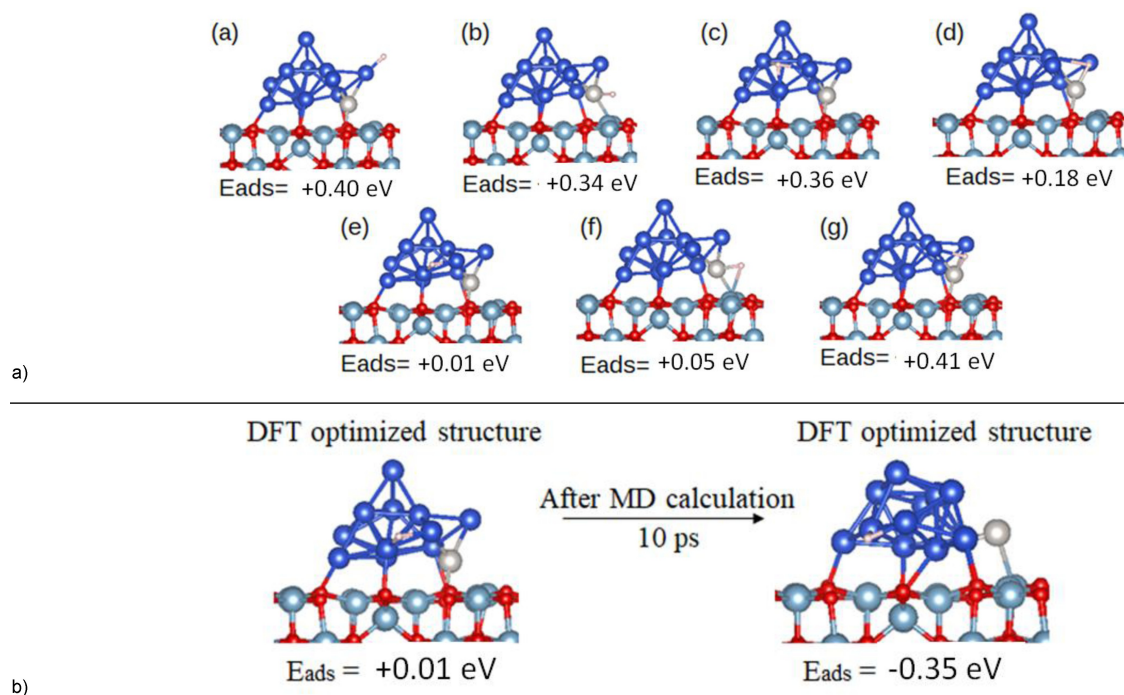 (a) (b) (c) (d)
Eads= +0.40 eV Eads= +0.34 eV Eads= +0.36 eV Eads= +0.18 eV
(e) (f) (g)
Eads= +0.01 eV Eads= +0.05 eV Eads= +0.41 eV
a)
DFT optimized structure DFT optimized structure
After MD calculation
10 ps
Eads = +0.01 eV Eads = -0.35 eV
b)